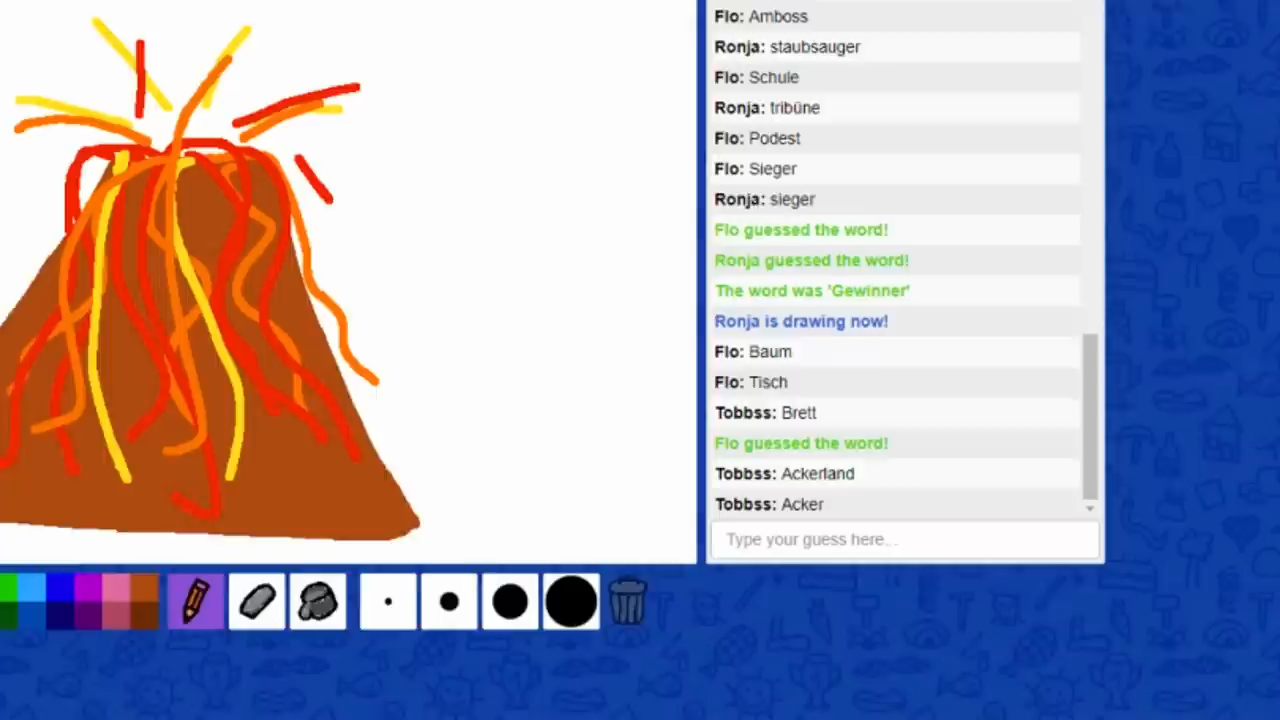 Flo: Amboss
Ronja: staubsauger
Flo: Schule
Ronja: tribüne
Flo: Podest
Flo: Sieger
Ronja: sieger
Flo guessed the word!
Ronja guessed the word!
The word was 'Gewinner'
Ronja is drawing now!
Flo: Baum
Flo: Tisch
Tobbss: Brett
Flo guessed the word!
Tobbss: Ackerland
Tobbss: Acker
Type your guess here...